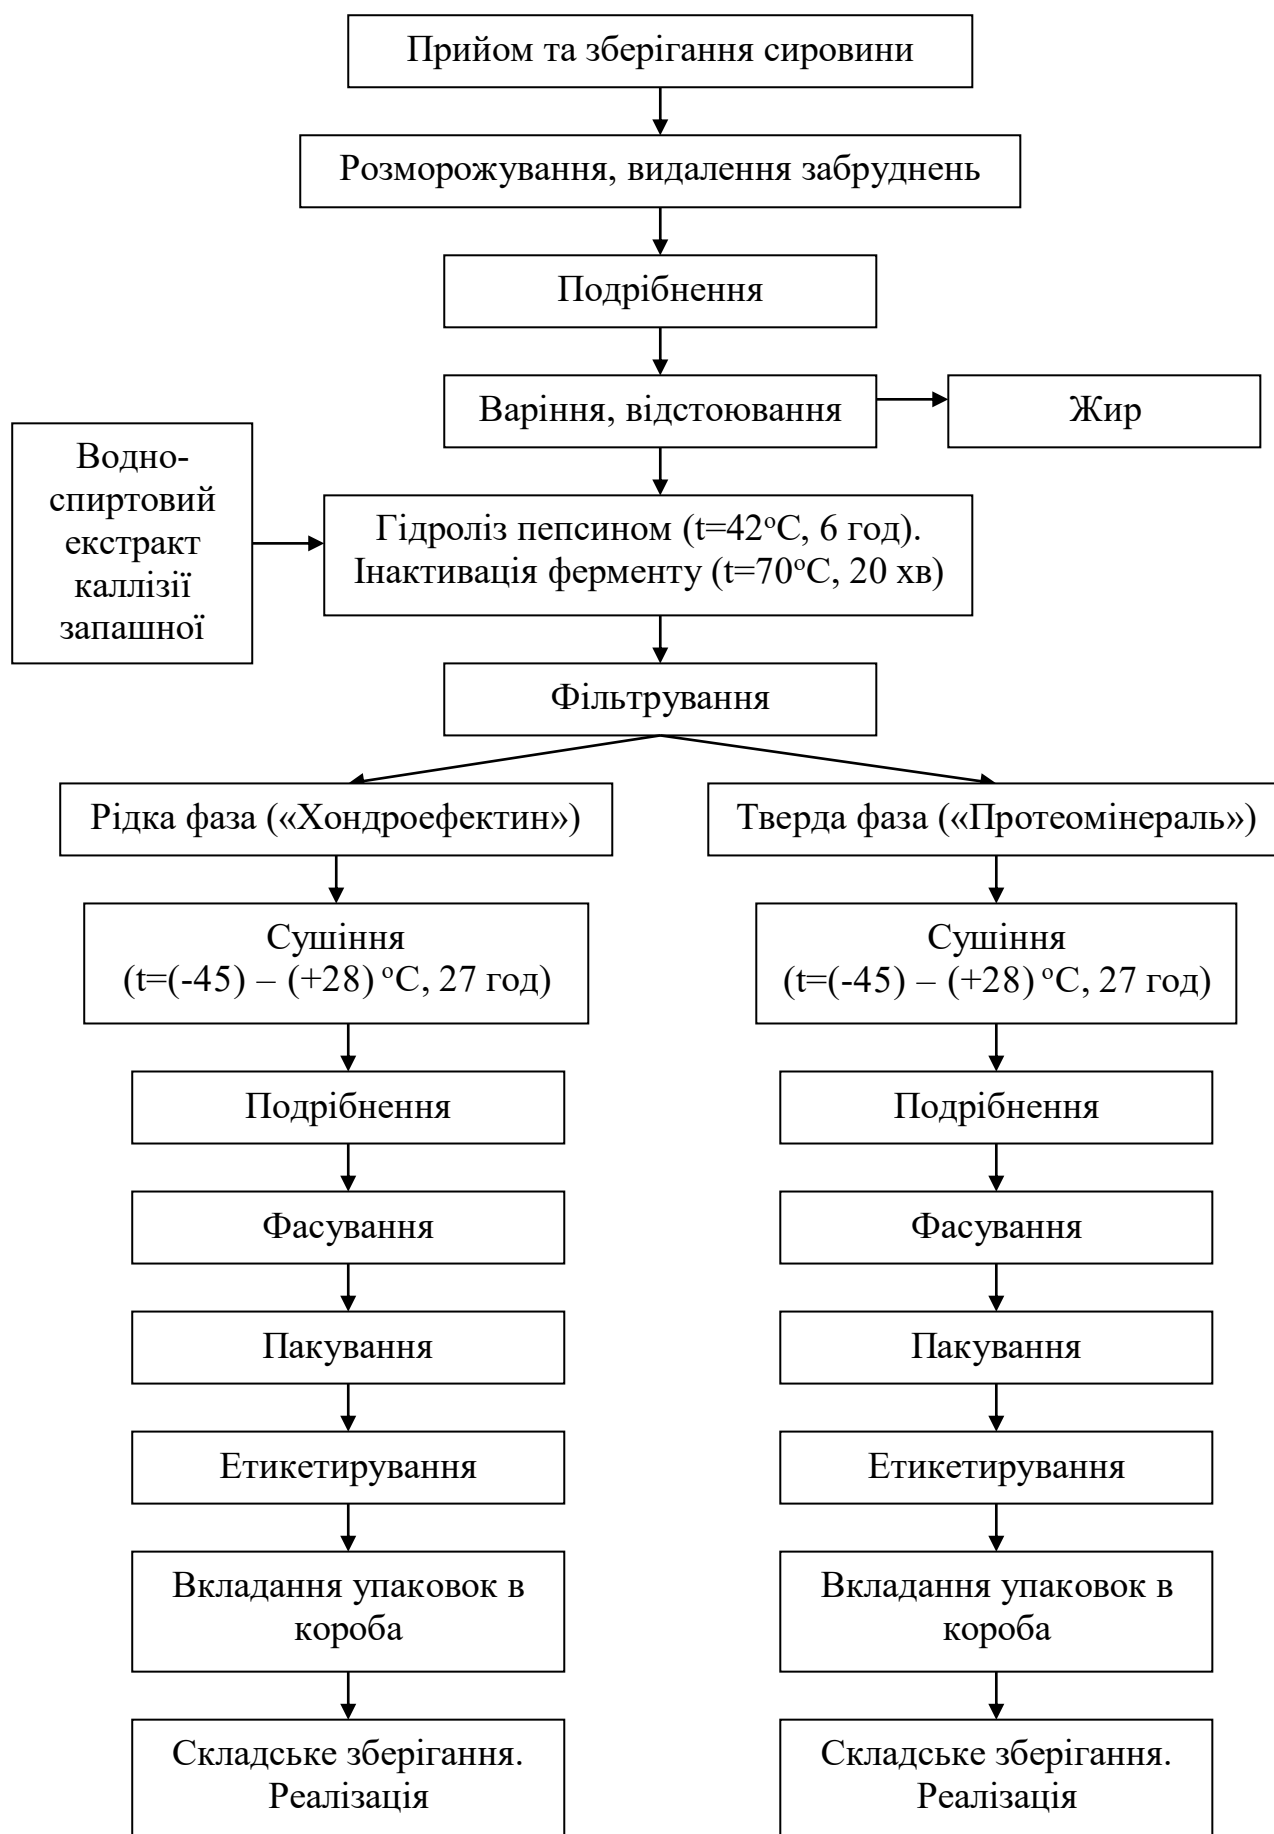 Прийом та зберігання сировини
Розморожування, видалення забруднень
Подрібнення
Варіння, відстоювання
Жир
Водно-
спиртовий
екстракт
каллізії
запашної
Гідроліз пепсином (t=42°С, 6 год).
Інактивація ферменту (t=70°С, 20 хв)
Фільтрування
Рідка фаза («Хондроефектин»)
Сушіння
(t=(-45) – (+28) °С, 27 год)
Подрібнення
Фасування
Пакування
Етикетирування
Вкладання упаковок в
короба
Складське зберігання.
Реалізація
Тверда фаза («Протеомінераль»)
Сушіння
(t=(-45) – (+28) °С, 27 год)
Подрібнення
Фасування
Пакування
Етикетирування
Вкладання упаковок в
короба
Складське зберігання.
Реалізація